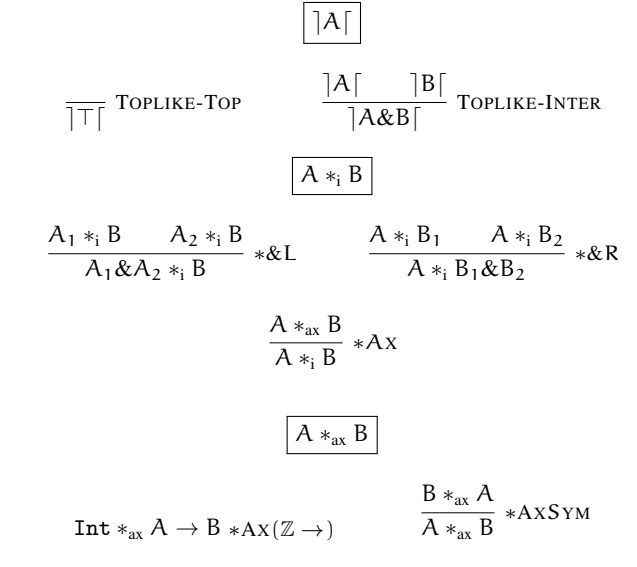 ⌉A⌈
⌉⊤⌈ TOPLIKE-TOP
⌉A⌈ ⌉B⌈
⌉A&B⌈ TOPLIKE-INTER
A ∗i B
A1 ∗i B A2 ∗i B
A1&A2 ∗i B ∗&L
A ∗i B1 A ∗i B2
A ∗i B1&B2 ∗&R
A ∗ax B
A ∗i B ∗AX
A ∗ax B
Int ∗ax A → B ∗AX(ℤ →)
B ∗ax A
A ∗ax B ∗AXSYM